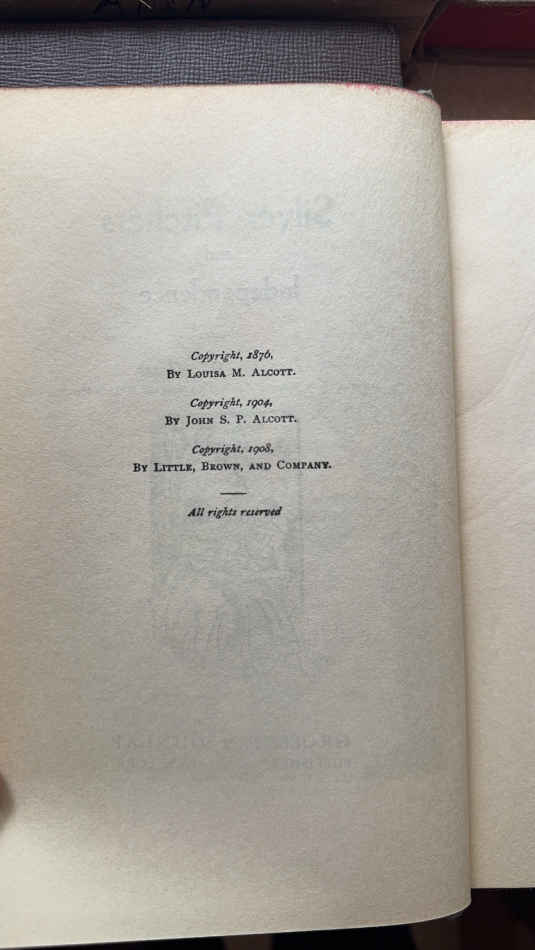 Copyright, 1876,
BY LOUISA M. ALCOTT.
Copyright, 1904,
BY JOHN S. P. ALCOTT.
Copyright, 1908,
BY LITTLE, BROWN, AND COMPANY.
All rights reserved